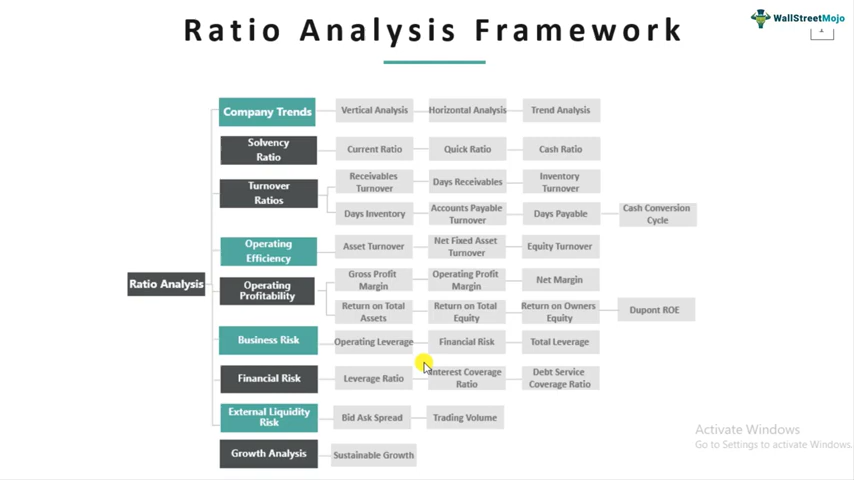 Ratio Analysis Framework
WallStreetMojo
1
Company Trends
Vertical Analysis
Horizontal Analysis
Trend Analysis
Solvency
Ratio
Current Ratio
Quick Ratio
Cash Ratio
Turnover
Ratios
Receivables
Turnover
Days Receivables
Inventory
Turnover
Days Inventory
Accounts Payable
Turnover
Days Payable
Cash Conversion
Cycle
Operating
Efficiency
Asset Turnover
Net Fixed Asset
Turnover
Equity Turnover
Ratio Analysis
Operating
Profitability
Gross Profit
Margin
Operating Profit
Margin
Net Margin
Return on Total
Assets
Return on Total
Equity
Return on Owners
Equity
Dupont ROE
Business Risk
Operating Leverage
Financial Risk
Total Leverage
Financial Risk
Leverage Ratio
Interest Coverage
Ratio
Debt Service
Coverage Ratio
External Liquidity
Risk
Bid Ask Spread
Trading Volume
Growth Analysis
Sustainable Growth
Activate Windows
Go to Settings to activate Windows.